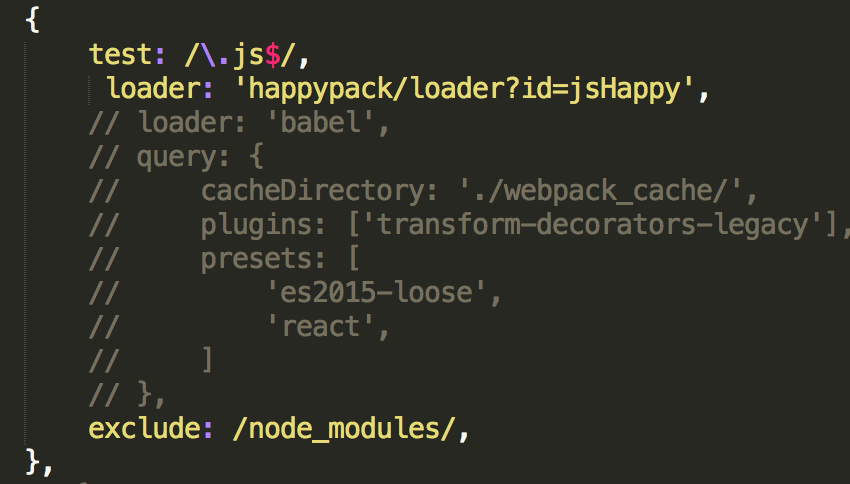 {
    test: /\.js$/,
     loader: 'happypack/loader?id=jsHappy',
    // loader: 'babel',
    // query: {
    //     cacheDirectory: './webpack_cache/',
    //     plugins: ['transform-decorators-legacy'],
    //     presets: [
    //         'es2015-loose',
    //         'react',
    //     ]
    // },
    exclude: /node_modules/,
},